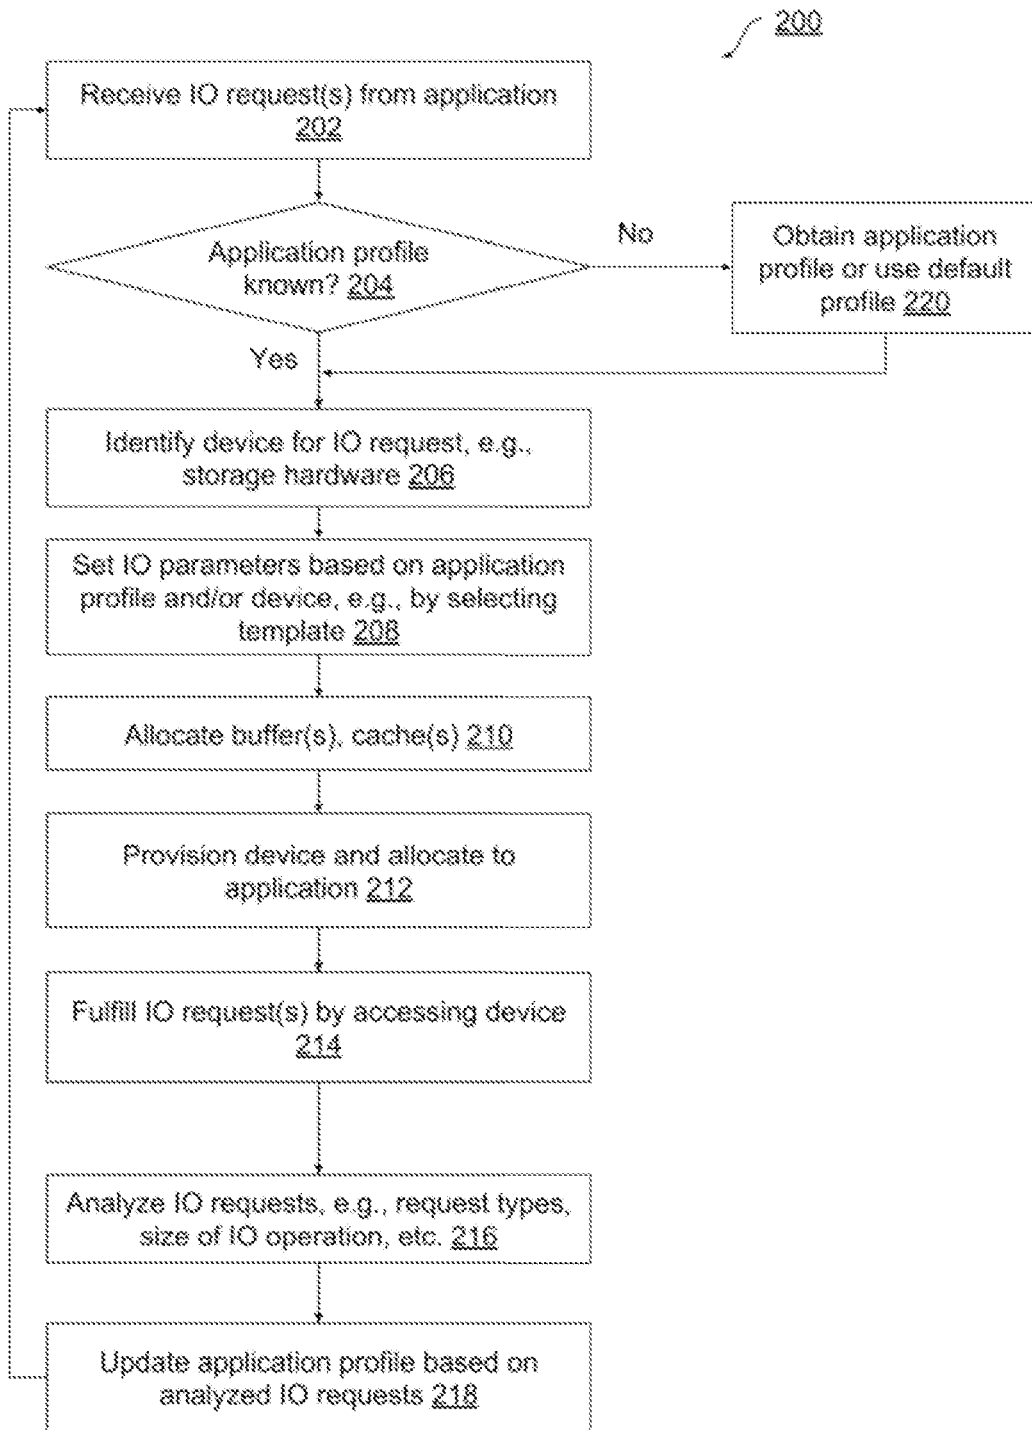 200
Receive IO request(s) from application
202
Application profile
known? 204
No
Obtain application
profile or use default
profile 220
Yes
Identify device for IO request, e.g.,
storage hardware 206
Set IO parameters based on application
profile and/or device, e.g., by selecting
template 208
Allocate buffer(s), cache(s) 210
Provision device and allocate to
application 212
Fulfill IO request(s) by accessing device
214
Analyze IO requests, e.g., request types,
size of IO operation, etc. 216
Update application profile based on
analyzed IO requests 218